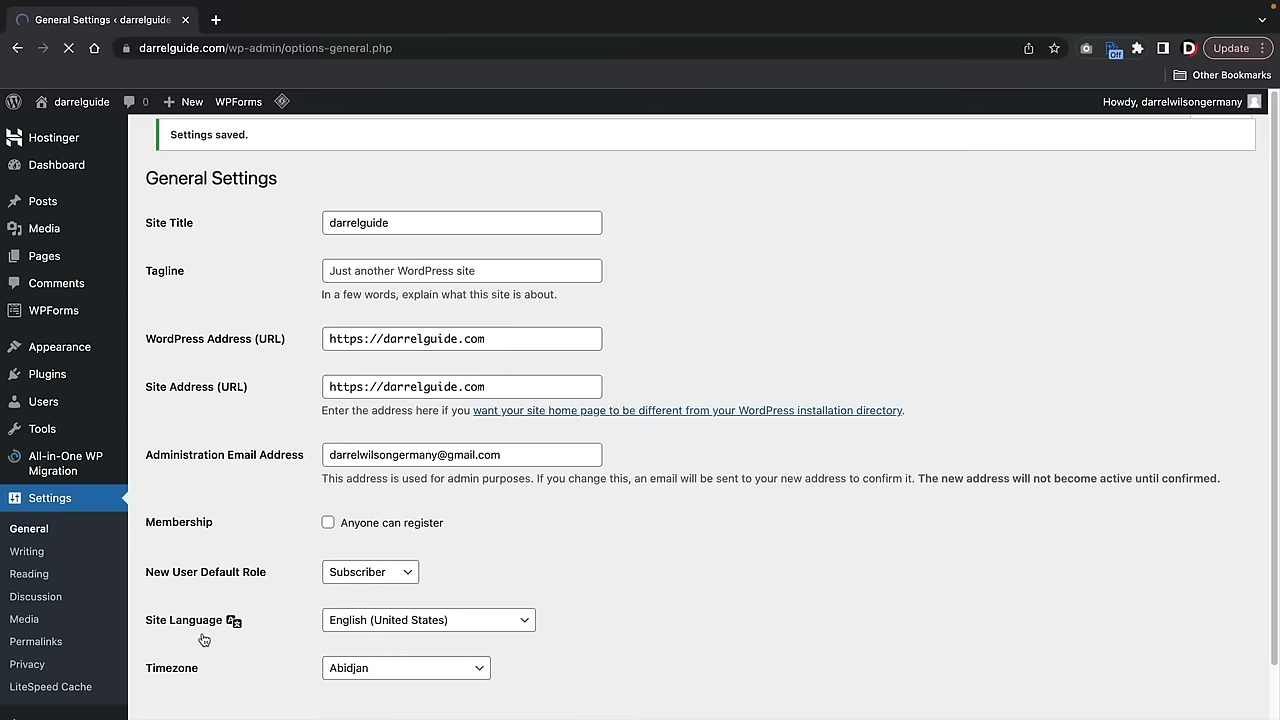 General Settings ‹ darrelguide
darrelguide.com/wp-admin/options-general.php
Off
D
Update
Other Bookmarks
darrelguide
0
New
WPForms
Howdy, darrelwilsongermany
Hostinger
Dashboard
Posts
Media
Pages
Comments
WPForms
Appearance
Plugins
Users
Tools
All-in-One WP
Migration
Settings
General
Writing
Reading
Discussion
Media
Permalinks
Privacy
LiteSpeed Cache
Settings saved.
General Settings
Site Title
darrelguide
Tagline
Just another WordPress site
In a few words, explain what this site is about.
WordPress Address (URL)
https://darrelguide.com
Site Address (URL)
https://darrelguide.com
Enter the address here if you want your site home page to be different from your WordPress installation directory.
Administration Email Address
darrelwilsongermany@gmail.com
This address is used for admin purposes. If you change this, an email will be sent to your new address to confirm it. The new address will not become active until confirmed.
Membership
Anyone can register
New User Default Role
Subscriber
Site Language
English (United States)
Timezone
Abidjan